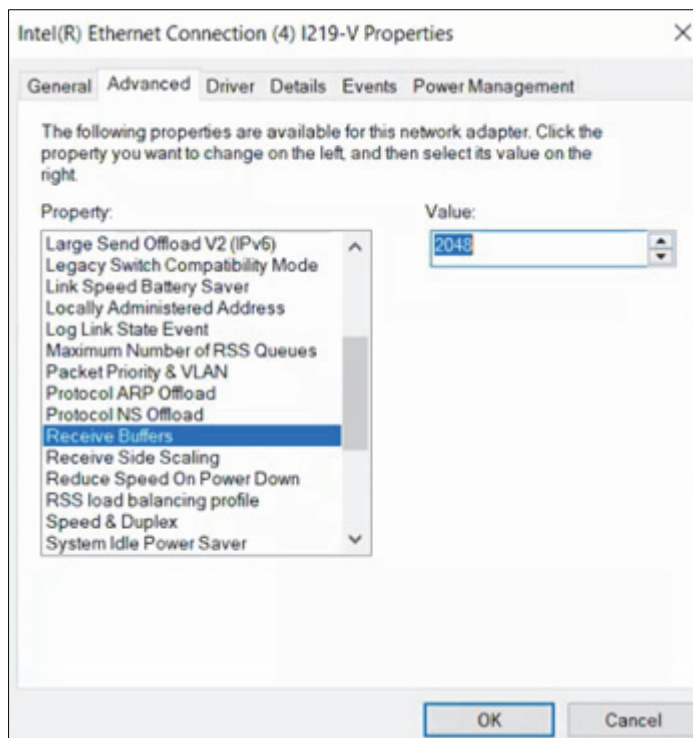 Intel(R) Ethernet Connection (4) I219-V Properties
General Advanced Driver Details Events Power Management
The following properties are available for this network adapter. Click the
property you want to change on the left, and then select its value on the
right.
Property: Value:
Large Send Offload V2 (IPv6) 2048
Legacy Switch Compatibility Mode
Link Speed Battery Saver
Locally Administered Address
Log Link State Event
Maximum Number of RSS Queues
Packet Priority & VLAN
Protocol ARP Offload
Protocol NS Offload
Receive Buffers
Receive Side Scaling
Reduce Speed On Power Down
RSS load balancing profile
Speed & Duplex
System Idle Power Saver
OK Cancel